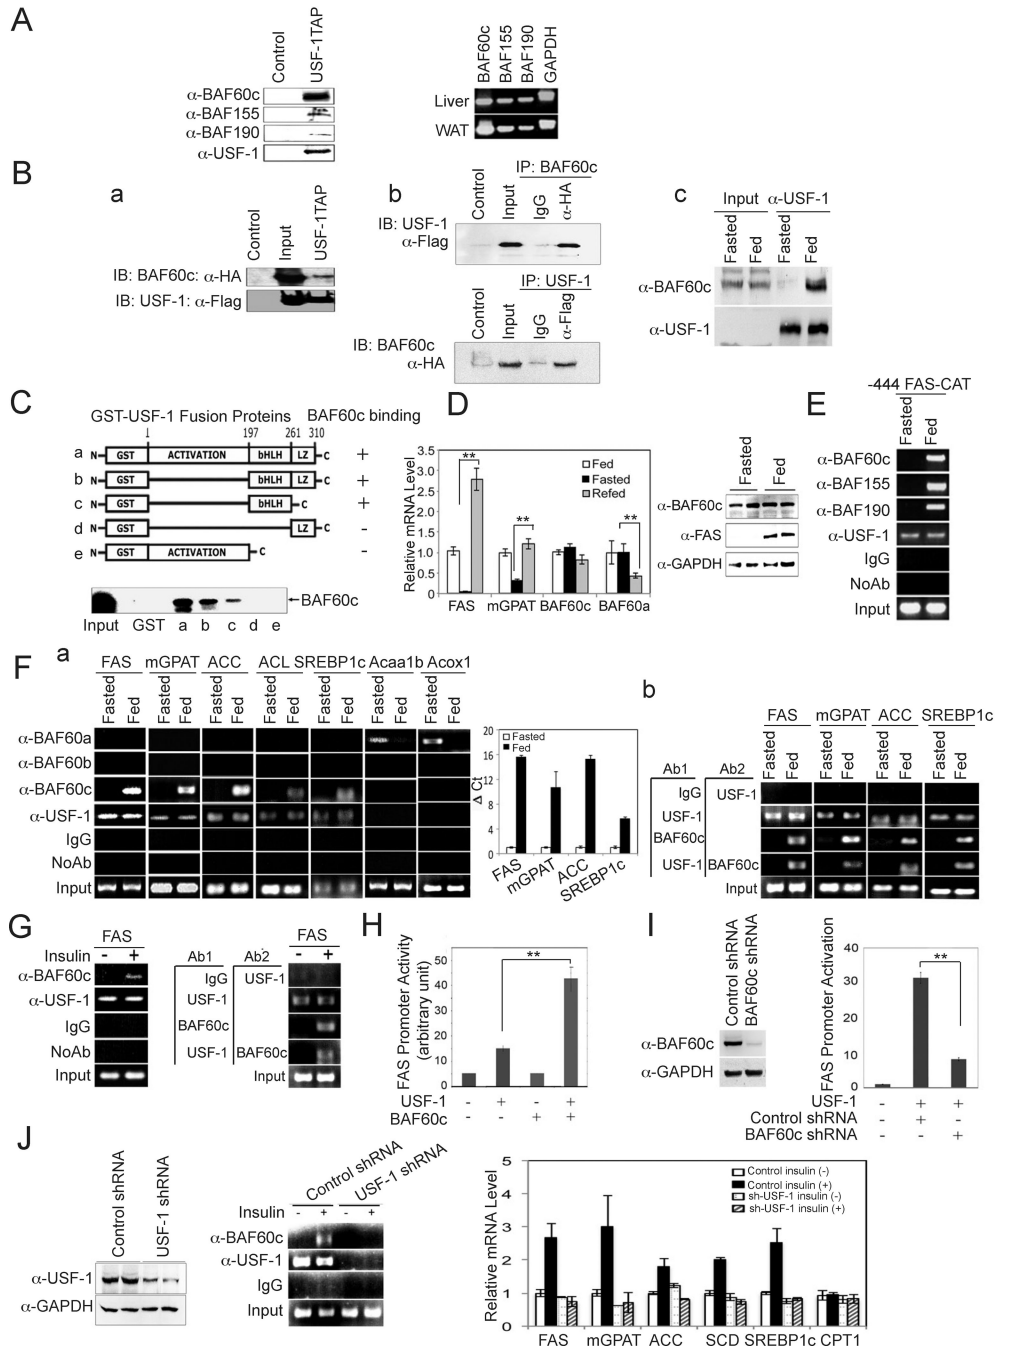 A
Control
USF-1TAP
α-BAF60c
α-BAF155
α-BAF190
α-USF-1
BAF60c
BAF155
BAF190
GAPDH
Liver
WAT
B
a
Control
Input
USF-1TAP
IB: BAF60c: α-HA
IB: USF-1: α-Flag
b
IP: BAF60c
Control
Input
IgG
α-HA
IB: USF-1
α-Flag
IP: USF-1
Control
Input
IgG
α-Flag
IB: BAF60c
α-HA
c
Input α-USF-1
Fasted
Fed
Fasted
Fed
α-BAF60c
α-USF-1
C
GST-USF-1 Fusion Proteins BAF60c binding
1 197 261 310
a N- GST ACTIVATION bHLH LZ -C +
b N- GST bHLH LZ -C +
c N- GST bHLH -C +
d N- GST LZ -C -
e N- GST ACTIVATION -C -
←BAF60c
Input GST a b c d e
D
Relative mRNA Level
3.5
3.0
2.5
2.0
1.5
1.0
0.5
0
**
**
**
Fed
Fasted
Refed
FAS mGPAT BAF60c BAF60a
Fasted
Fed
α-BAF60c
α-FAS
α-GAPDH
E
-444 FAS-CAT
Fasted
Fed
α-BAF60c
α-BAF155
α-BAF190
α-USF-1
IgG
NoAb
Input
F
a
FAS mGPAT ACC ACL SREBP1c Acaa1b Acox1
Fasted
Fed
Fasted
Fed
Fasted
Fed
Fasted
Fed
Fasted
Fed
Fasted
Fed
Fasted
Fed
α-BAF60a
α-BAF60b
α-BAF60c
α-USF-1
IgG
NoAb
Input
Δ Ct
20
16
12
8
4
0
Fasted
Fed
FAS
mGPAT
ACC
SREBP1c
b
FAS mGPAT ACC SREBP1c
Fasted
Fed
Fasted
Fed
Fasted
Fed
Fasted
Fed
Ab1 Ab2
IgG USF-1
USF-1
BAF60c
USF-1 BAF60c
Input
G
FAS
Insulin - +
α-BAF60c
α-USF-1
IgG
NoAb
Input
FAS
Ab1 Ab2 - +
IgG USF-1
USF-1
BAF60c
USF-1 BAF60c
Input
H
FAS Promoter Activity
(arbitrary unit)
50
40
30
20
10
0
**
USF-1 - + - +
BAF60c - - + +
I
Control shRNA
BAF60c shRNA
α-BAF60c
α-GAPDH
FAS Promoter Activation
40
30
20
10
0
**
USF-1 - + +
Control shRNA - +
BAF60c shRNA - +
J
Control shRNA
USF-1 shRNA
α-USF-1
α-GAPDH
Control shRNA
USF-1 shRNA
Insulin - + - +
α-BAF60c
α-USF-1
IgG
Input
Relative mRNA Level
5
4
3
2
1
0
Control insulin (-)
Control insulin (+)
sh-USF-1 insulin (-)
sh-USF-1 insulin (+)
FAS mGPAT ACC SCD SREBP1c CPT1